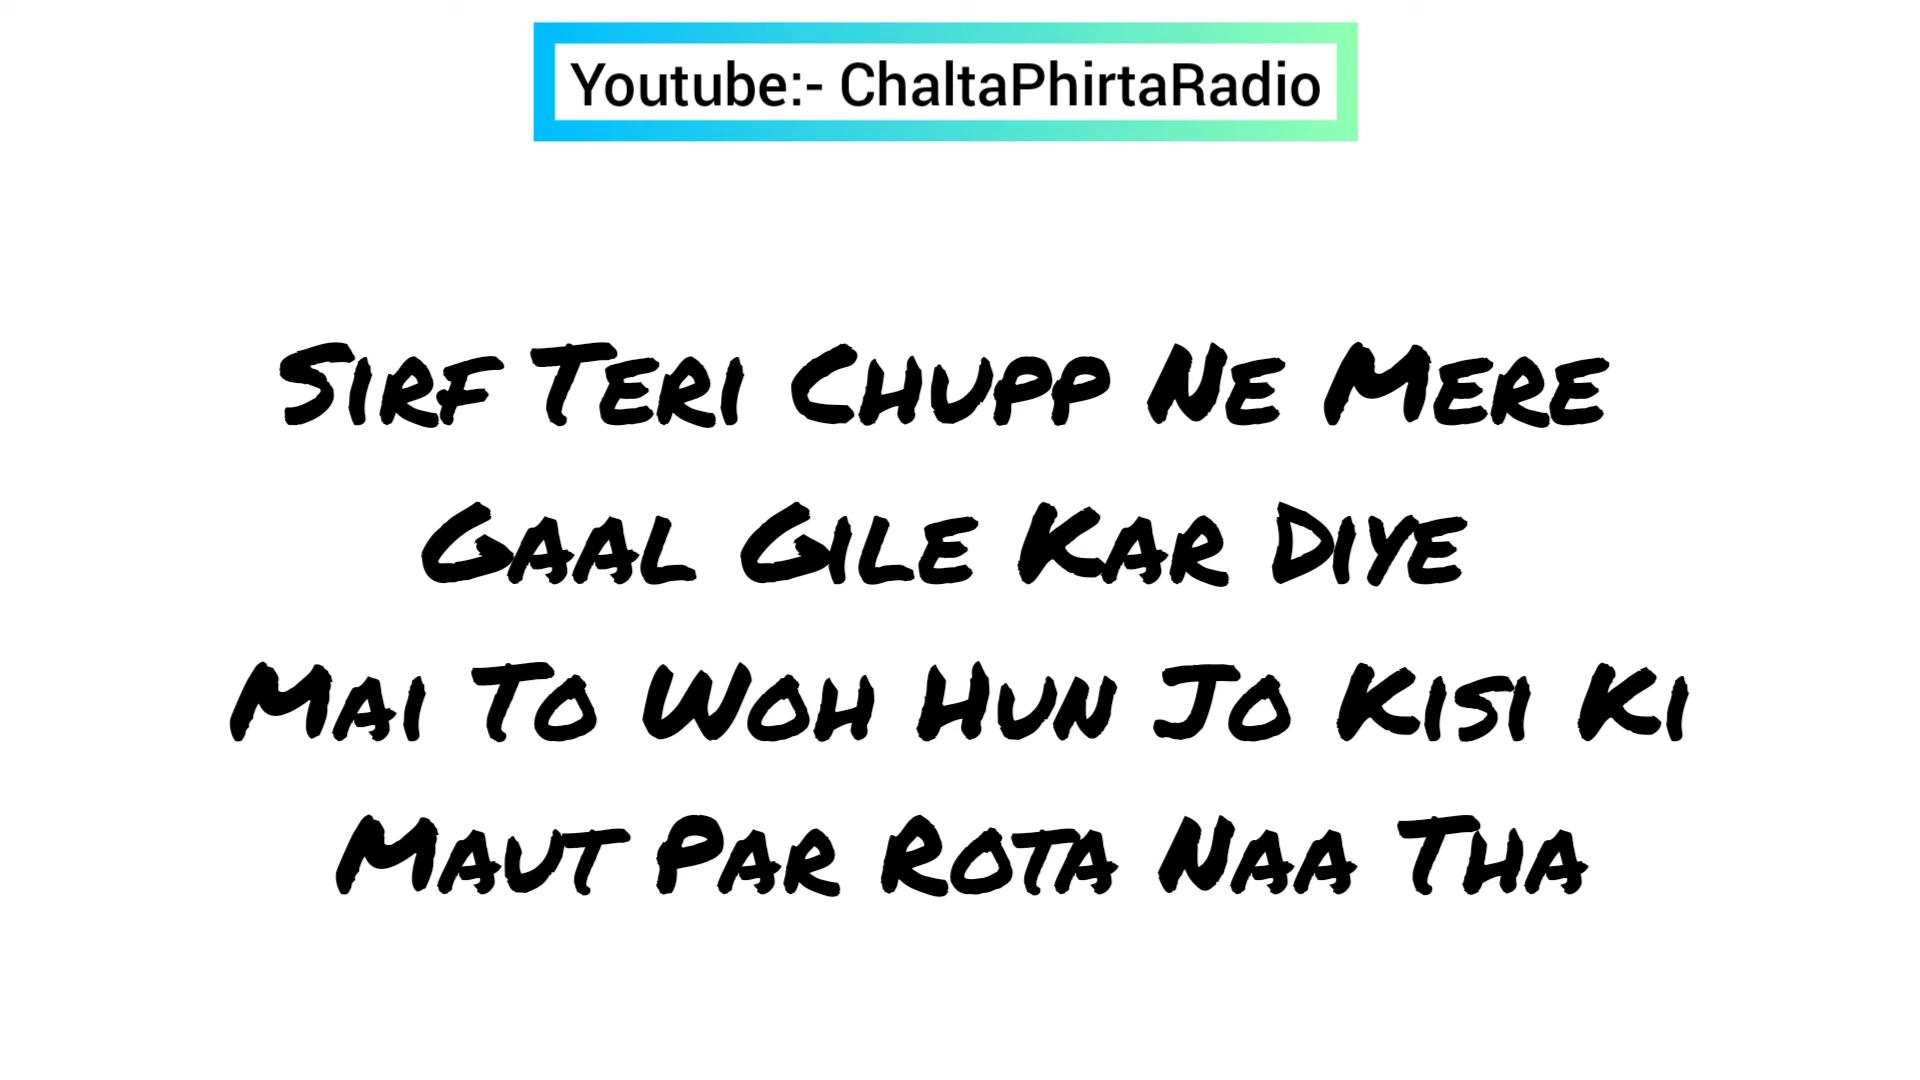 Youtube:- ChaltaPhirtaRadio
Sirf Teri Chupp Ne Mere
Gaal Gile Kar Diye
Mai To Woh Hun Jo Kisi Ki
Maut Par Rota Naa Tha